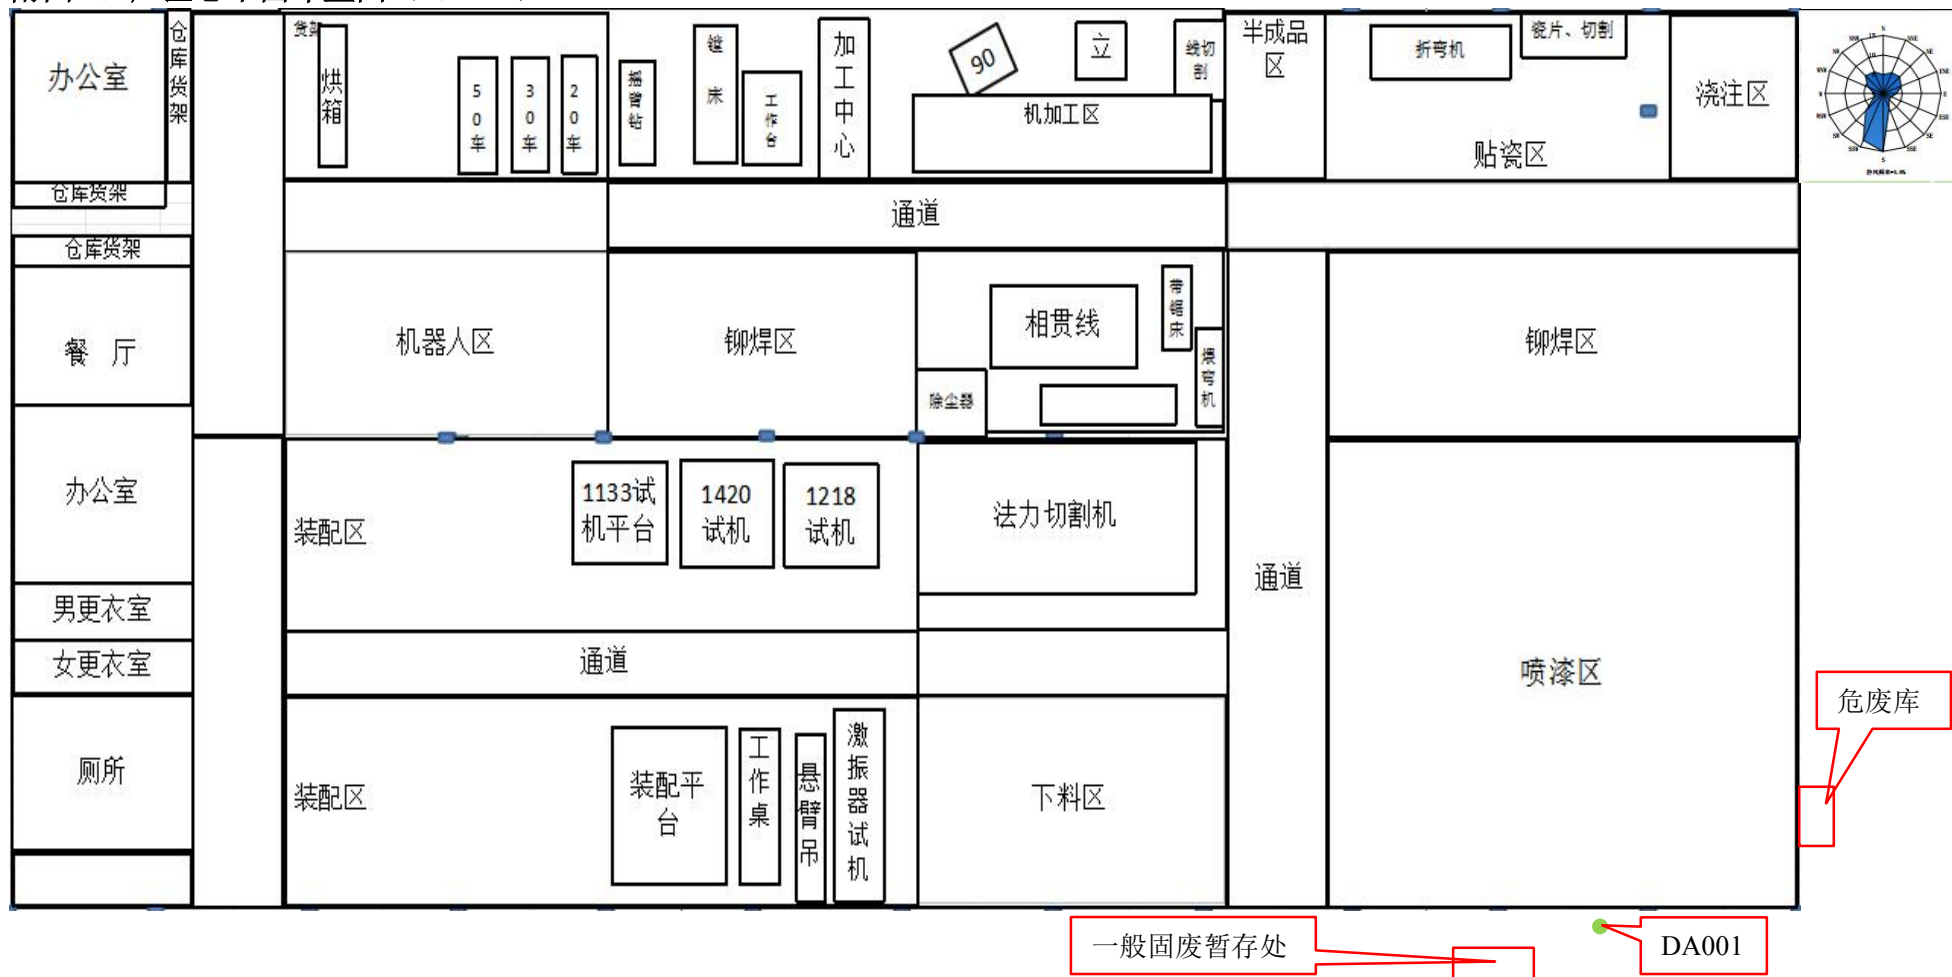 办公室
仓库货架
仓库货架
仓库货架
餐 厅
办公室
男更衣室
女更衣室
厕所
货架
烘箱
50车
30车
20车
摇臂钻
镗床
工作台
加工中心
90
立
线切割
机加工区
半成品区
折弯机
瓷片、切割
贴瓷区
浇注区
通道
机器人区
铆焊区
除尘器
相贯线
带锯床
煨弯机
铆焊区
装配区
1133试
机平台
1420
试机
1218
试机
法力切割机
通道
通道
喷漆区
危废库
装配区
装配平
台
工作桌
悬臂吊
激振器试机
下料区
一般固废暂存处
DA001